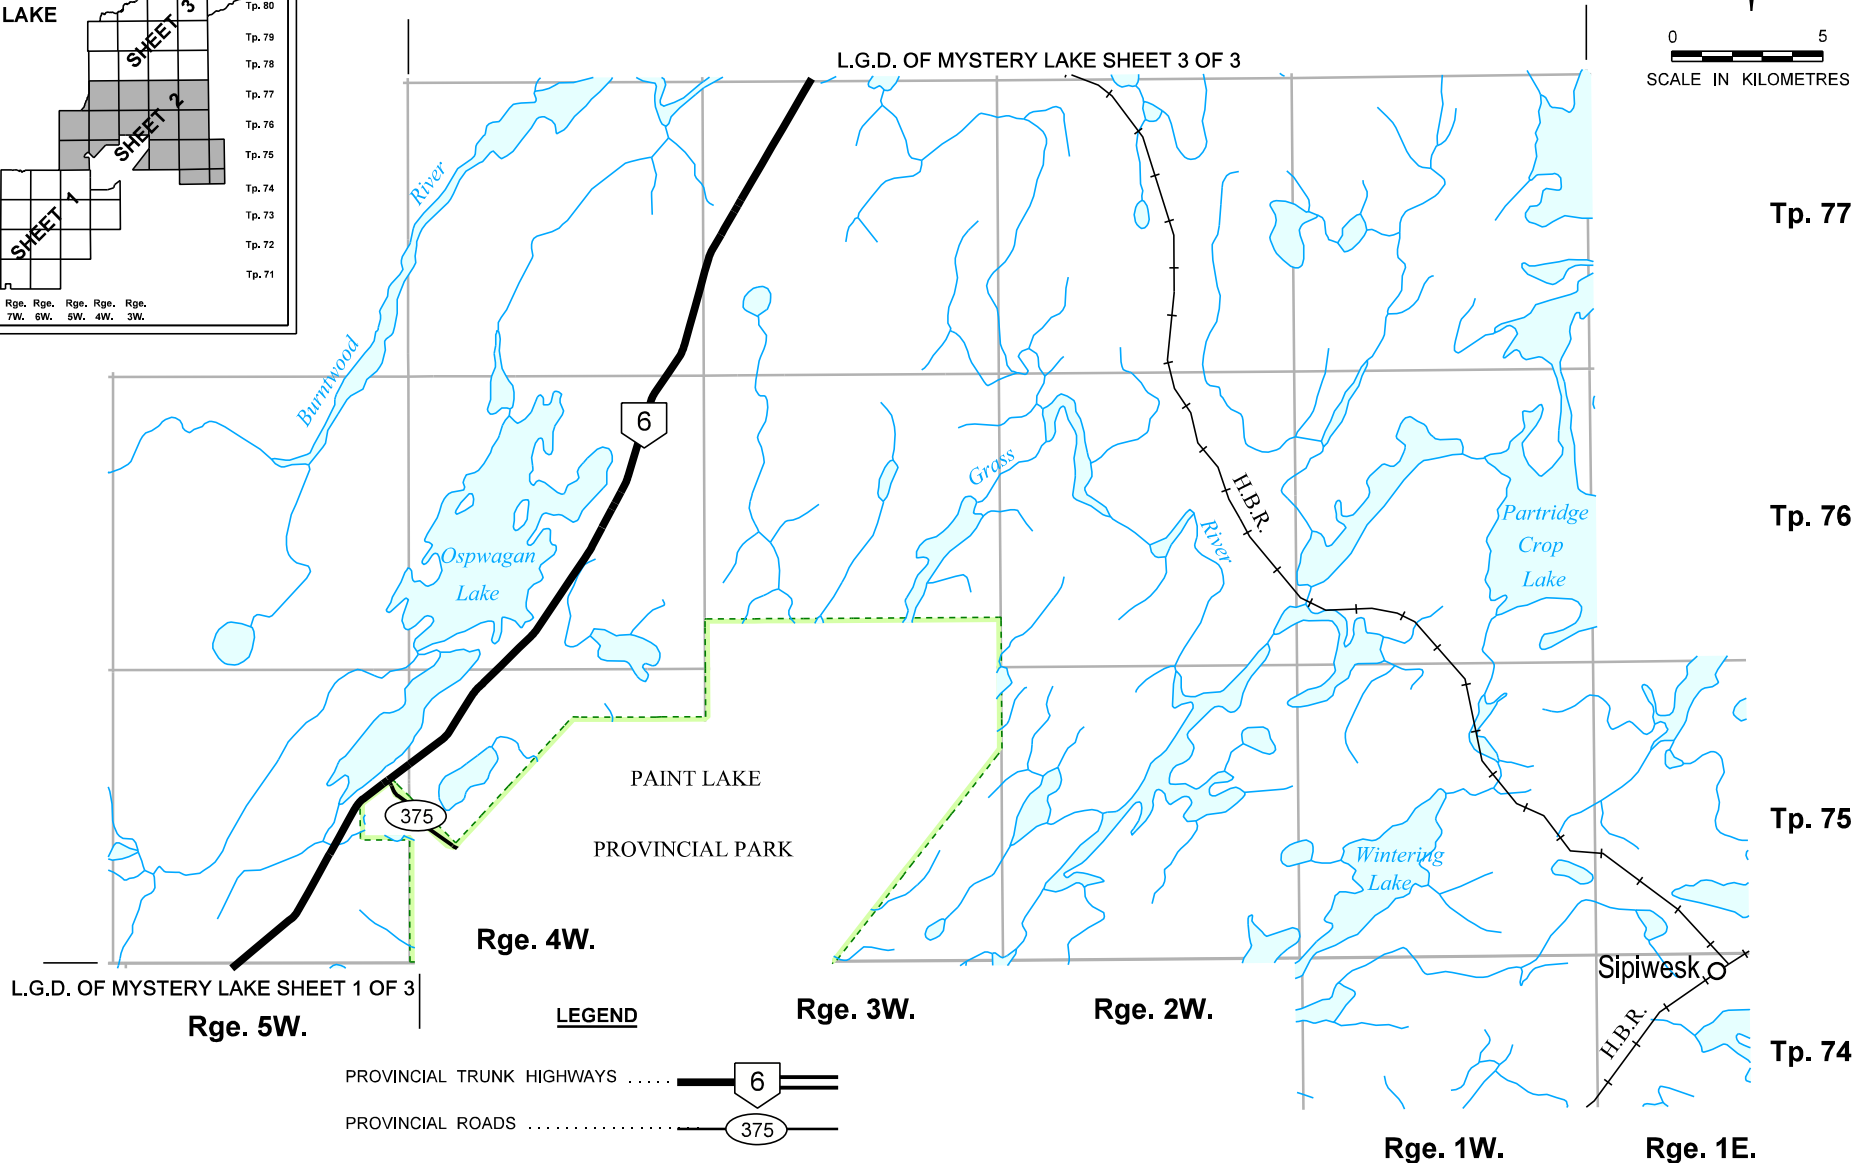 LAKE
SHEET 3
SHEET 2
SHEET 1
Tp. 80
Tp. 79
Tp. 78
Tp. 77
Tp. 76
Tp. 75
Tp. 74
Tp. 73
Tp. 72
Tp. 71
Rge. Rge. Rge. Rge. Rge.
7W. 6W. 5W. 4W. 3W.
L.G.D. OF MYSTERY LAKE SHEET 3 OF 3
0 5
SCALE IN KILOMETRES
River
Burntwood
6
Tp. 77
Grass
River
H.B.R.
Ospwagan
Lake
Partridge
Crop
Lake
Tp. 76
PAINT LAKE
PROVINCIAL PARK
375
Wintering
Lake
Tp. 75
Rge. 4W.
Sipiwesk
H.B.R.
L.G.D. OF MYSTERY LAKE SHEET 1 OF 3
Rge. 5W.
Rge. 3W.
Rge. 2W.
Tp. 74
LEGEND
PROVINCIAL TRUNK HIGHWAYS ..... 6
PROVINCIAL ROADS .................... 375
Rge. 1W.
Rge. 1E.